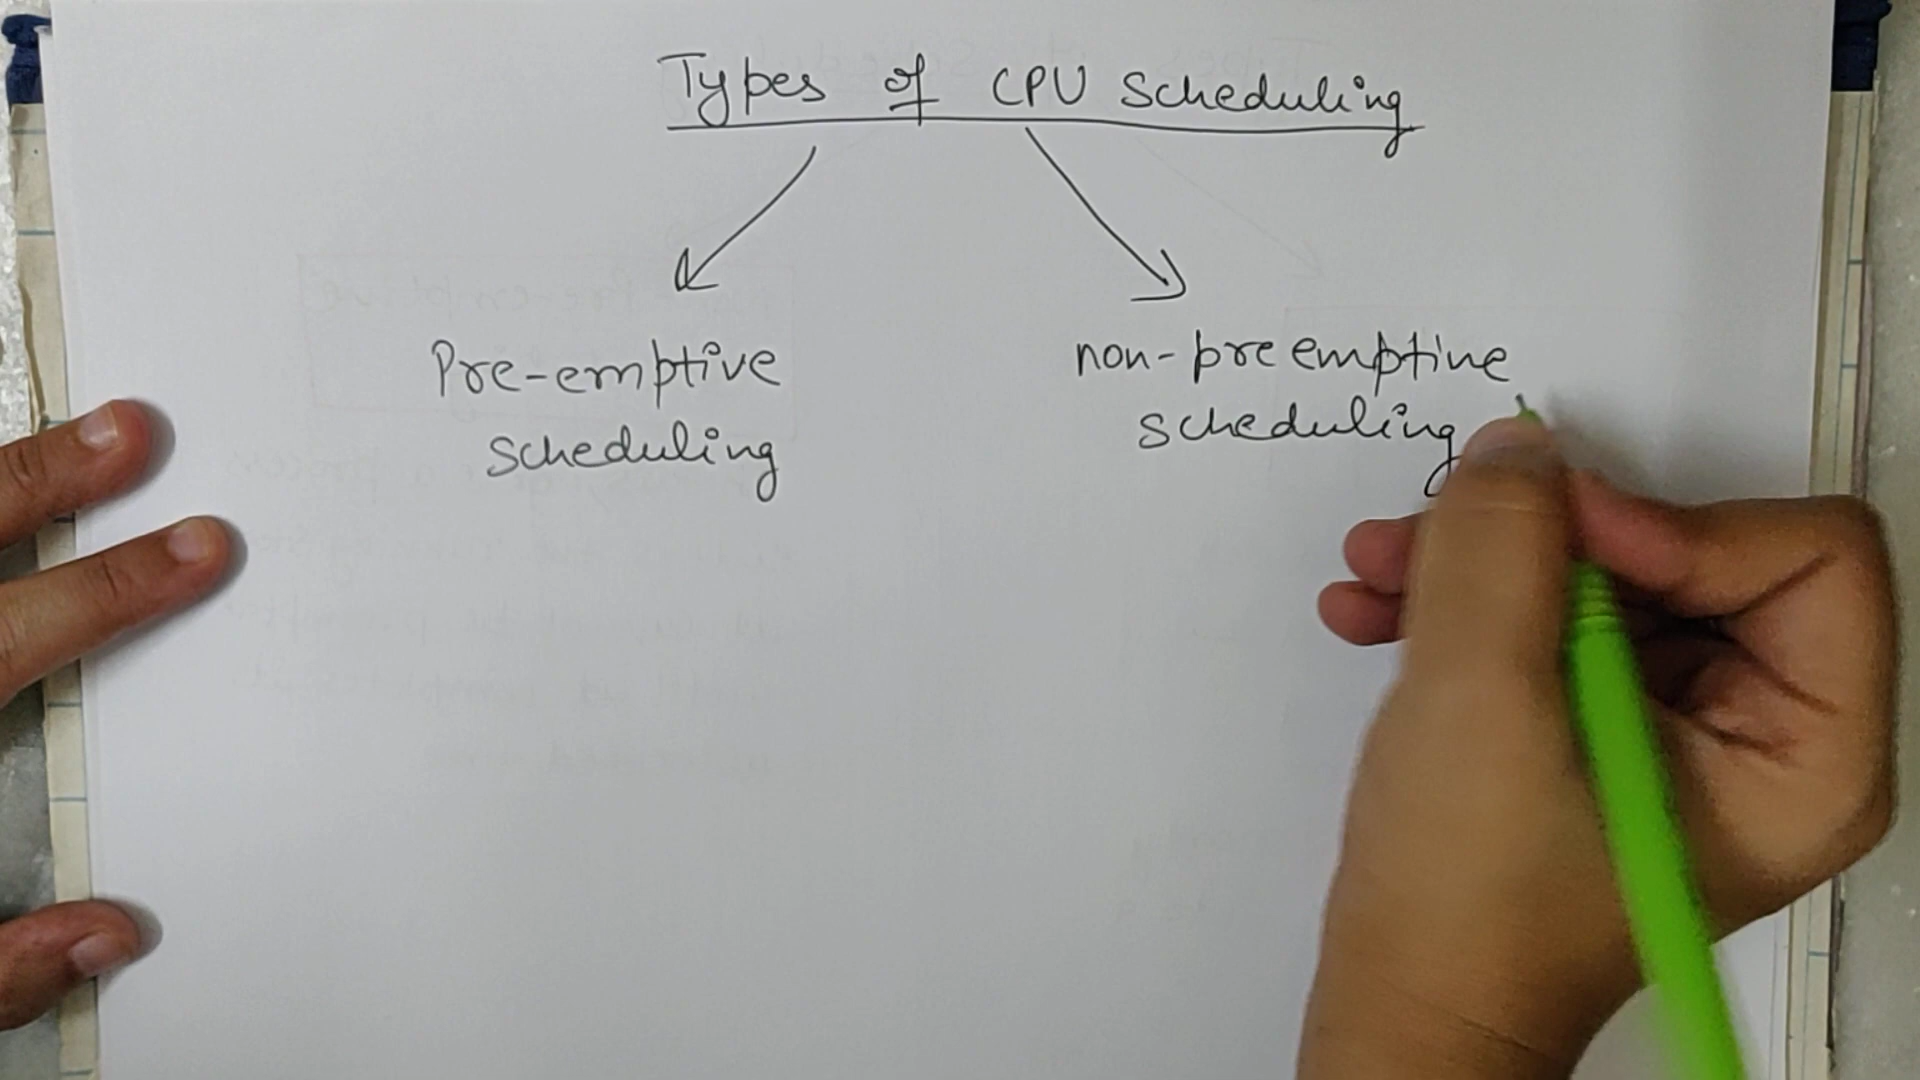 Types of CPU Scheduling
Pre-emptive
scheduling
non-preemptive
scheduling